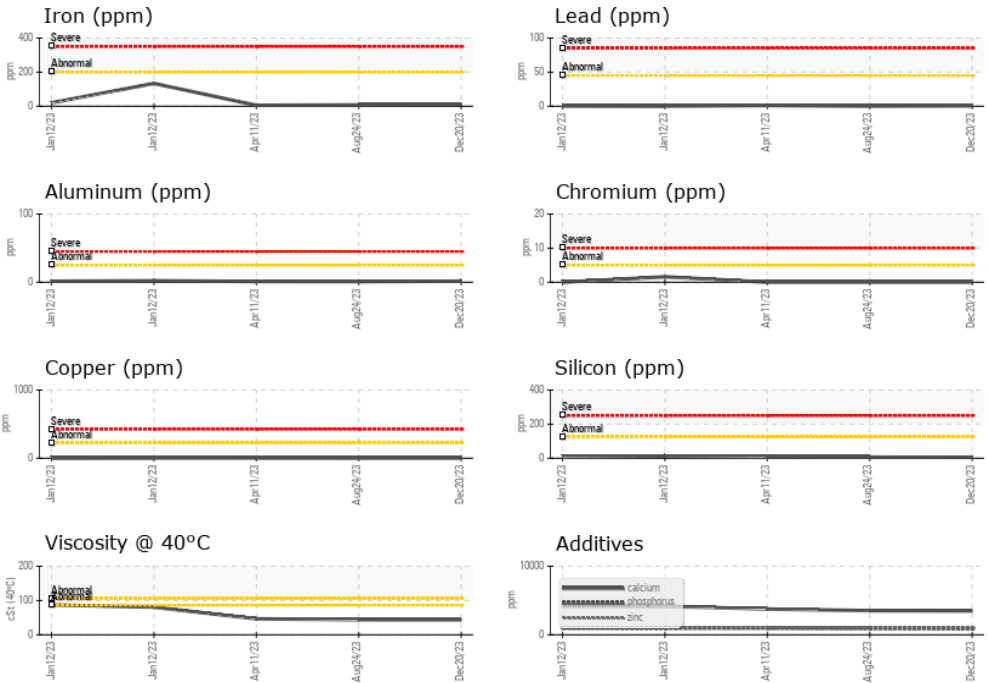 Iron (ppm)
400
200
0
ppm
Severe
Abnormal
Jan12/23
Jan12/23
Apr11/23
Aug24/23
Dec20/23
Lead (ppm)
100
50
0
ppm
Severe
Abnormal
Jan12/23
Jan12/23
Apr11/23
Aug24/23
Dec20/23
Aluminum (ppm)
100
0
ppm
Severe
Abnormal
Jan12/23
Jan12/23
Apr11/23
Aug24/23
Dec20/23
Chromium (ppm)
20
10
0
ppm
Severe
Abnormal
Jan12/23
Jan12/23
Apr11/23
Aug24/23
Dec20/23
Copper (ppm)
1000
0
ppm
Severe
Abnormal
Jan12/23
Jan12/23
Apr11/23
Aug24/23
Dec20/23
Silicon (ppm)
400
200
0
ppm
Severe
Abnormal
Jan12/23
Jan12/23
Apr11/23
Aug24/23
Dec20/23
Viscosity @ 40°C
200
100
0
cSt (40°C)
Abnormal
Abnormal
Jan12/23
Jan12/23
Apr11/23
Aug24/23
Dec20/23
Additives
10000
0
ppm
calcium
phosphorus
zinc
Jan12/23
Jan12/23
Apr11/23
Aug24/23
Dec20/23